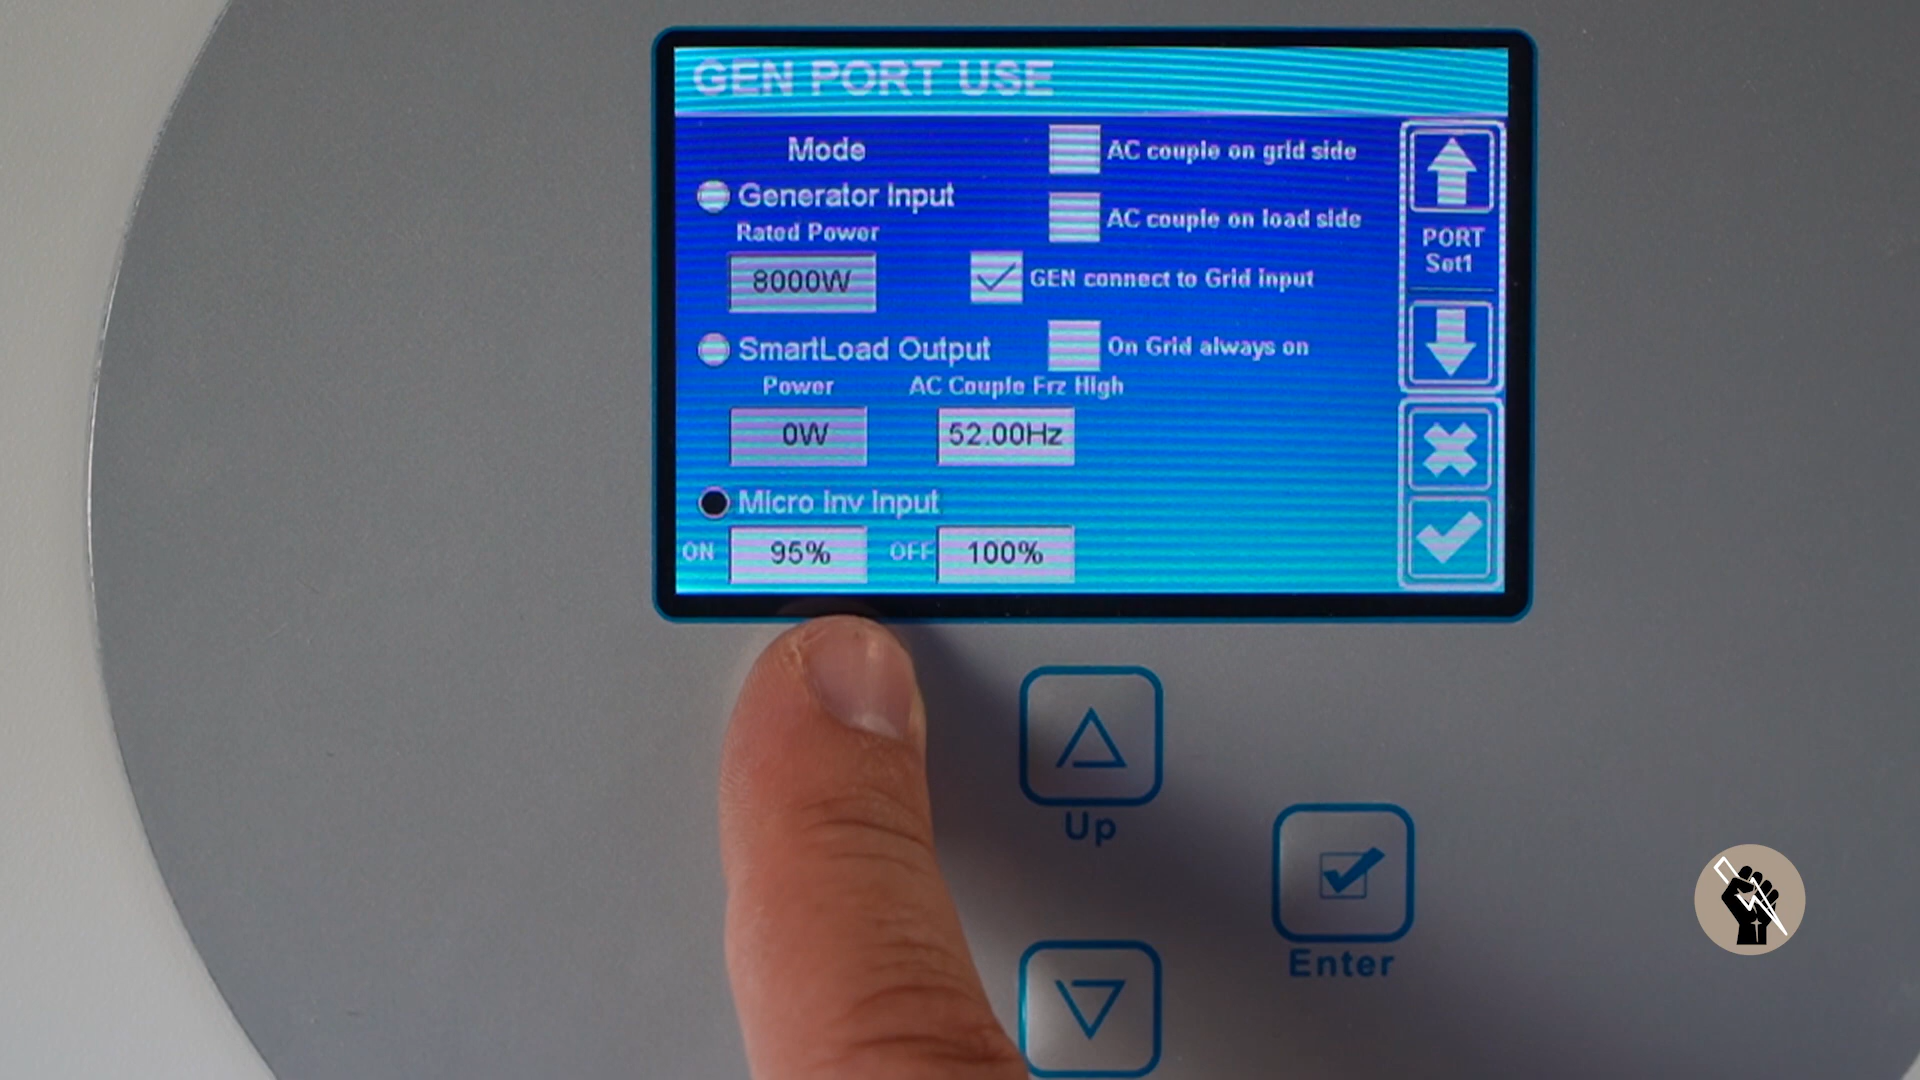 GEN PORT USE
Mode
AC couple on grid side
Generator Input
AC couple on load side
Rated Power
PORT
Set1
8000W
GEN connect to Grid input
SmartLoad Output
On Grid always on
Power
AC Couple Frz High
0W
52.00Hz
Micro Inv Input
ON
95%
OFF
100%
Up
Enter